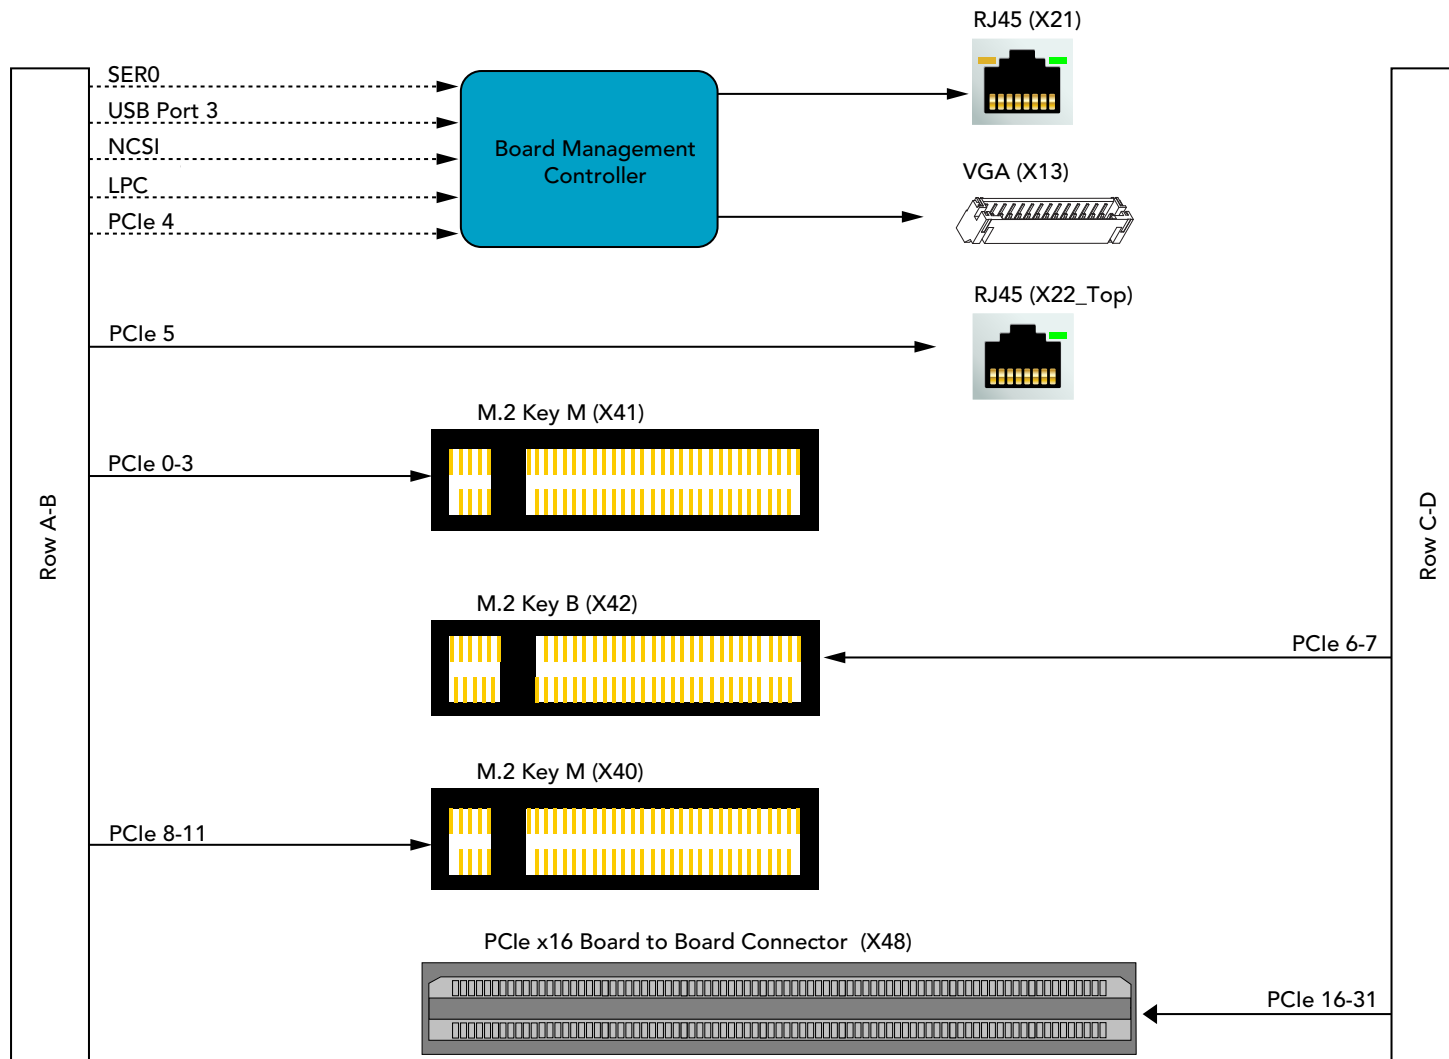 RJ45 (X21)
SER0
USB Port 3
NCSI
LPC
PCIe 4
Board Management
Controller
VGA (X13)
RJ45 (X22_Top)
PCIe 5
M.2 Key M (X41)
PCIe 0-3
Row A-B
Row C-D
M.2 Key B (X42)
PCIe 6-7
M.2 Key M (X40)
PCIe 8-11
PCIe x16 Board to Board Connector (X48)
PCIe 16-31